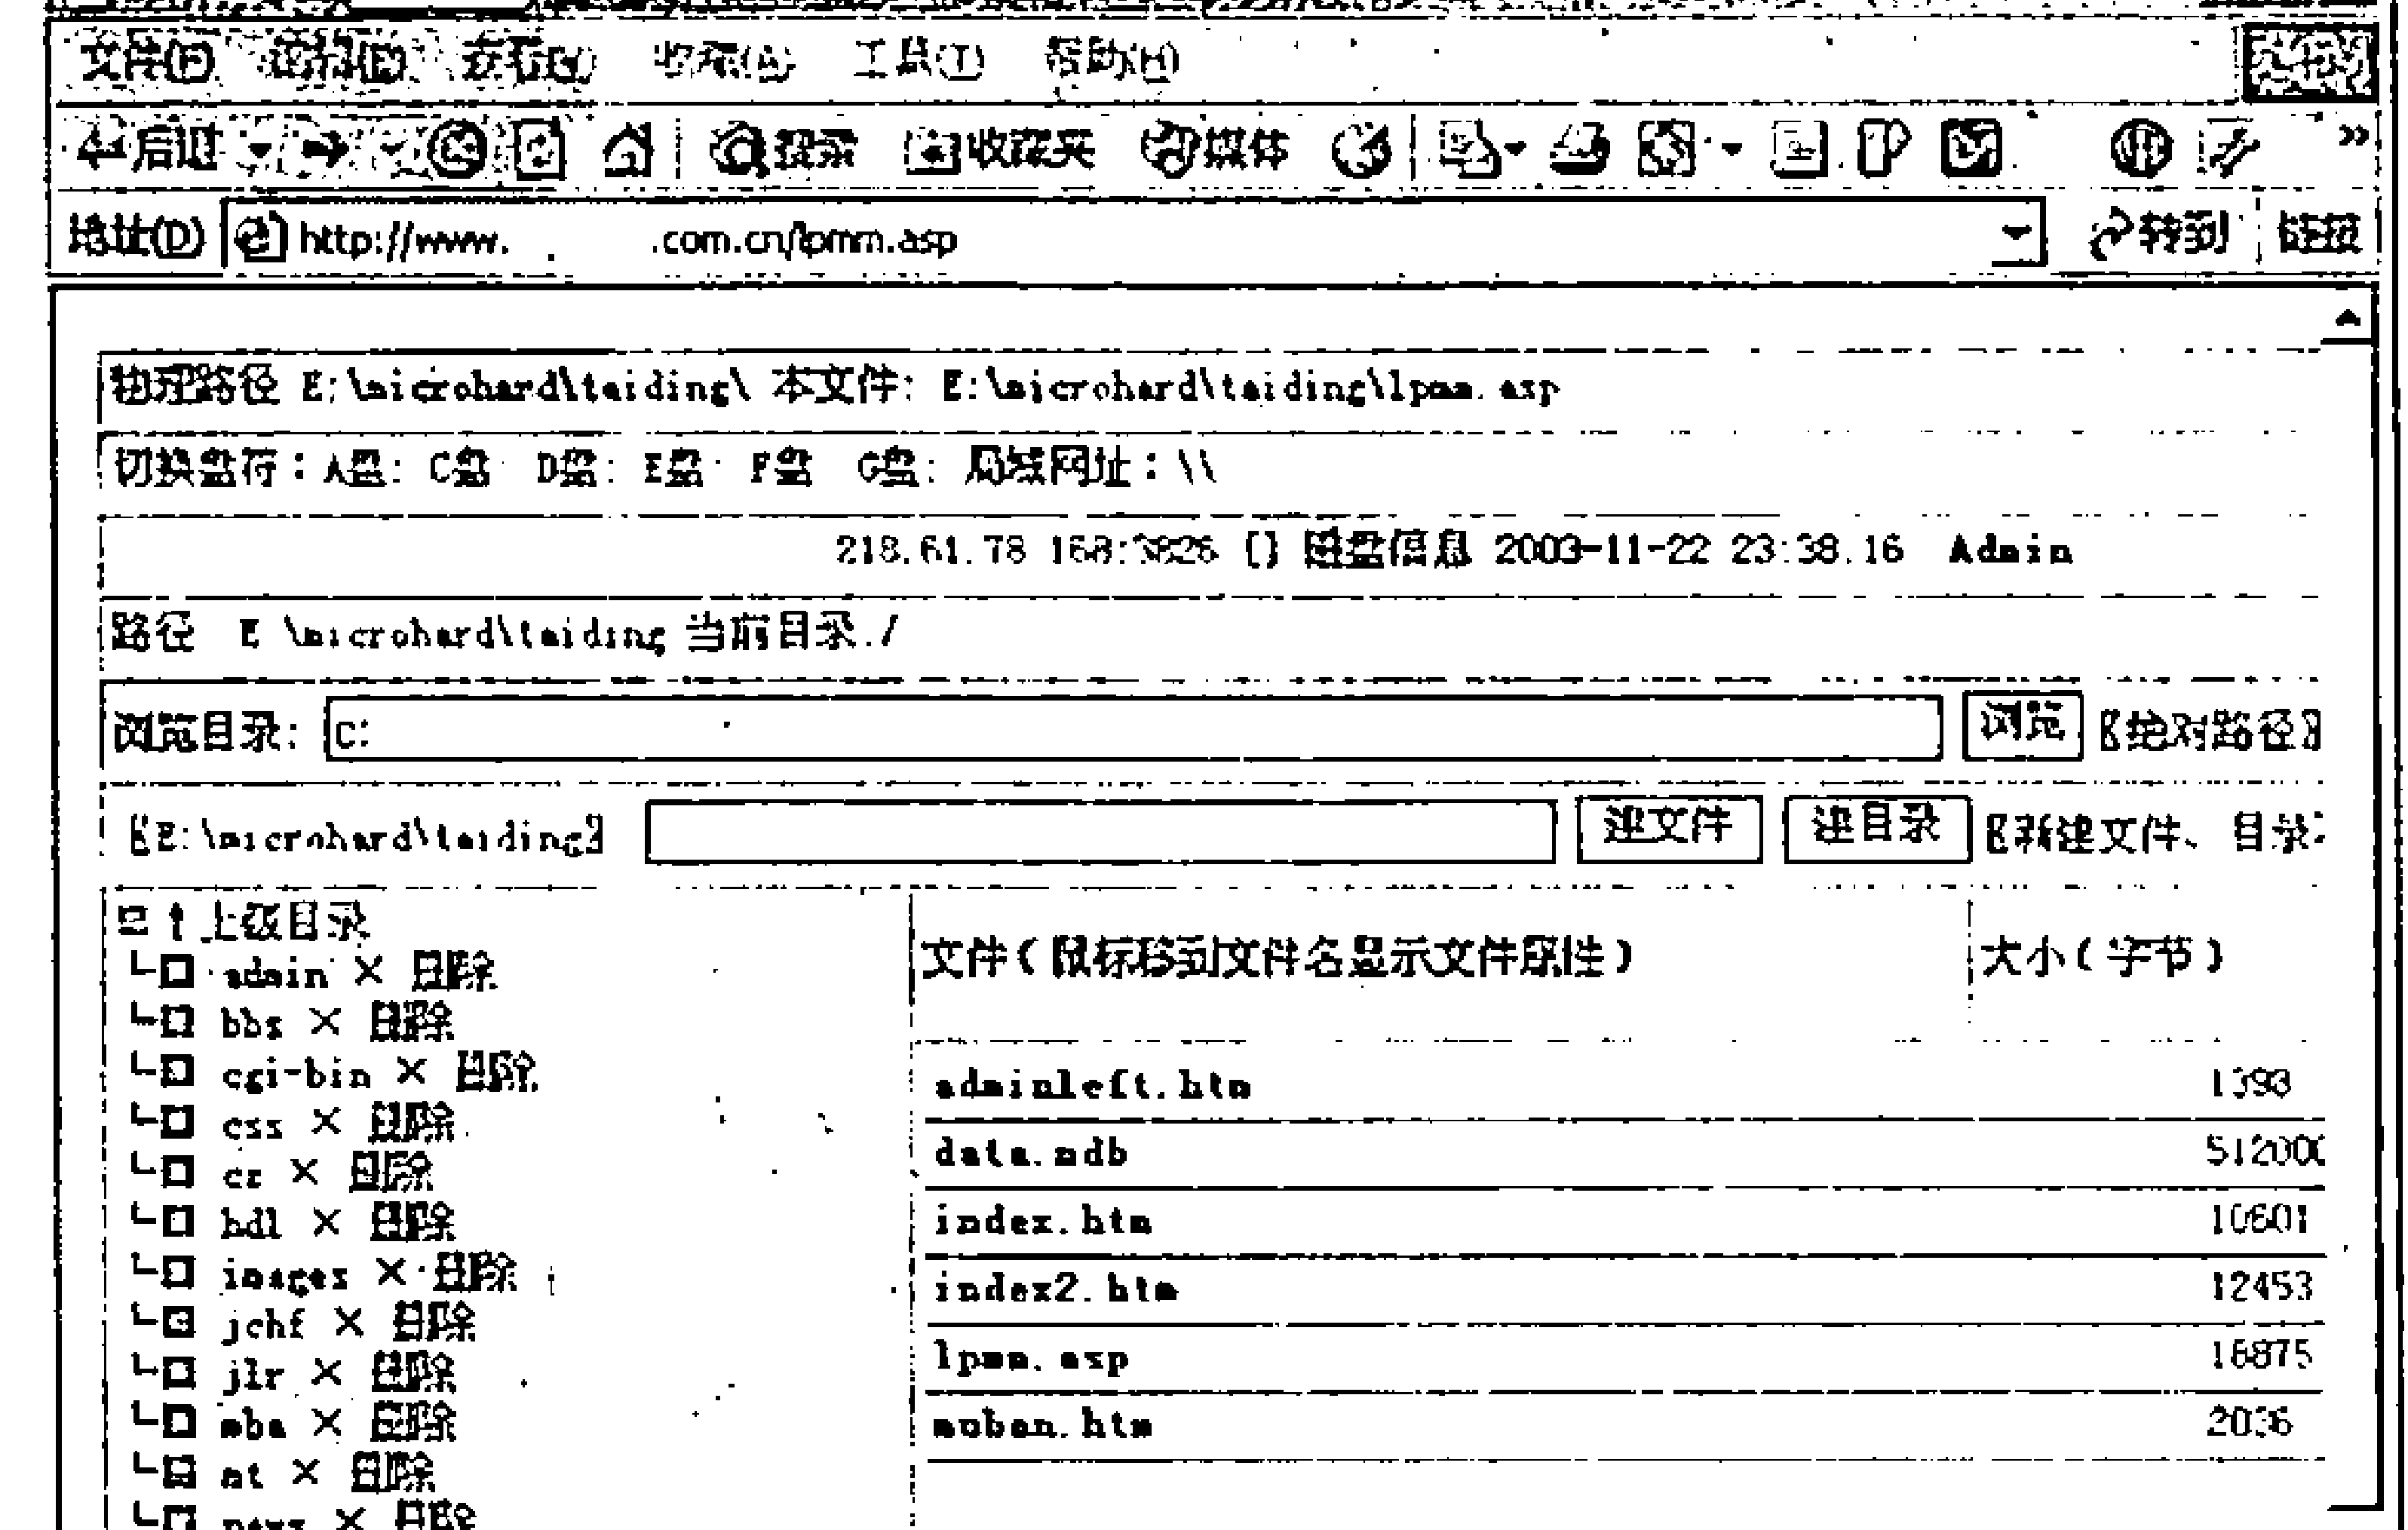 文件(F) 编辑(E) 查看(V) 收藏(A) 工具(T) 帮助(H)
后退 搜索 收藏夹 媒体
地址(D) http://www. .com.cn/lpmm.asp 转到 链接
物理路径 E:\microhard\taiding\ 本文件: E:\microhard\taiding\lpmm.asp
切换盘符：A盘: C盘 D盘: E盘 F盘 G盘: 局域网址：\\
218.61.78 [] 磁盘信息 2003-11-22 23:38.16 Admin
路径 E \microhard\taiding 当前目录./
浏览目录: C: 浏览 〖绝对路径〗
〖E:\microhard\taiding〗 建文件 建目录 〖新建文件、目录
↑上级目录
admin × 删除
bbs × 删除
cgi-bin × 删除
css × 删除
× 删除
hdl × 删除
images × 删除
jchf × 删除
jlr × 删除
mba × 删除
mt × 删除
× 删除
文件(鼠标移到文件名显示文件属性) 大小(字节)
adminleft.htm
data.mdb 512000
index.htm 10601
index2.htm 12453
lpmm.asp 16875
moban.htm 2036